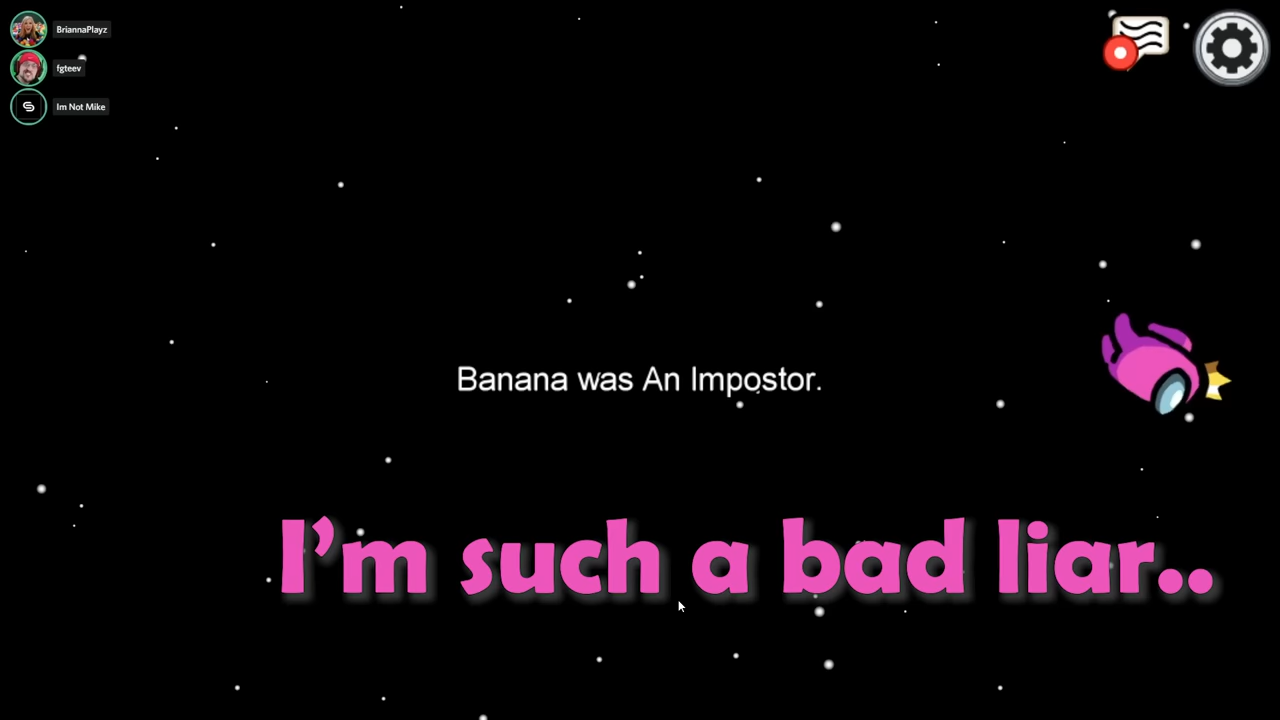 BriannaPlayz
fgteev
Im Not Mike
Banana was An Impostor.
I'm such a bad liar..